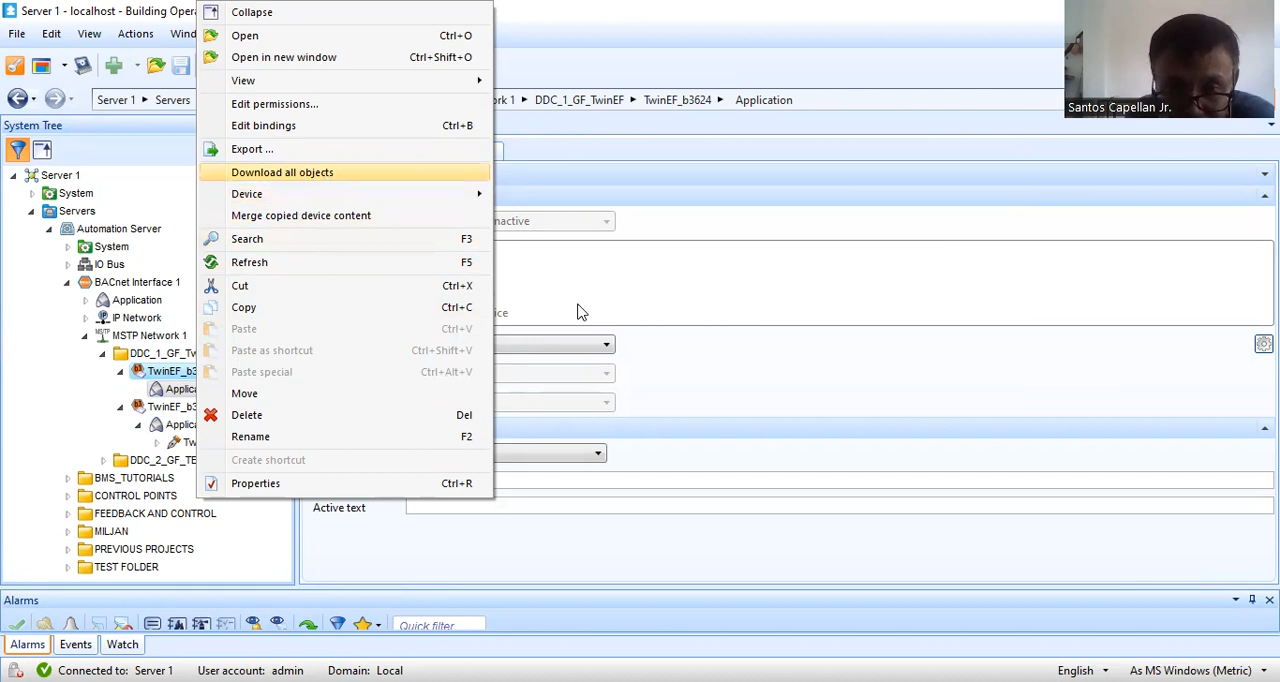 Server 1 - localhost - Building Oper
File Edit View Actions Wind
Server 1 Servers
rk 1 DDC_1_GF_TwinEF TwinEF_b3624 Application
Santos Capellan Jr.
System Tree
Server 1
System
Servers
Automation Server
System
IO Bus
BACnet Interface 1
Application
IP Network
MSTP Network 1
DDC_1_GF_Tw
TwinEF_b3
Applica
TwinEF_b3
Applica
Tw
DDC_2_GF_TE
BMS_TUTORIALS
CONTROL POINTS
FEEDBACK AND CONTROL
MILJAN
PREVIOUS PROJECTS
TEST FOLDER
Collapse
Open Ctrl+O
Open in new window Ctrl+Shift+O
View
Edit permissions...
Edit bindings Ctrl+B
Export ...
Download all objects
Device
Merge copied device content
Search F3
Refresh F5
Cut Ctrl+X
Copy Ctrl+C
Paste Ctrl+V
Paste as shortcut Ctrl+Shift+V
Paste special Ctrl+Alt+V
Move
Delete Del
Rename F2
Create shortcut
Properties Ctrl+R
nactive
ice
Active text
Alarms
Quick filter
Alarms Events Watch
Connected to: Server 1 User account: admin Domain: Local English As MS Windows (Metric)